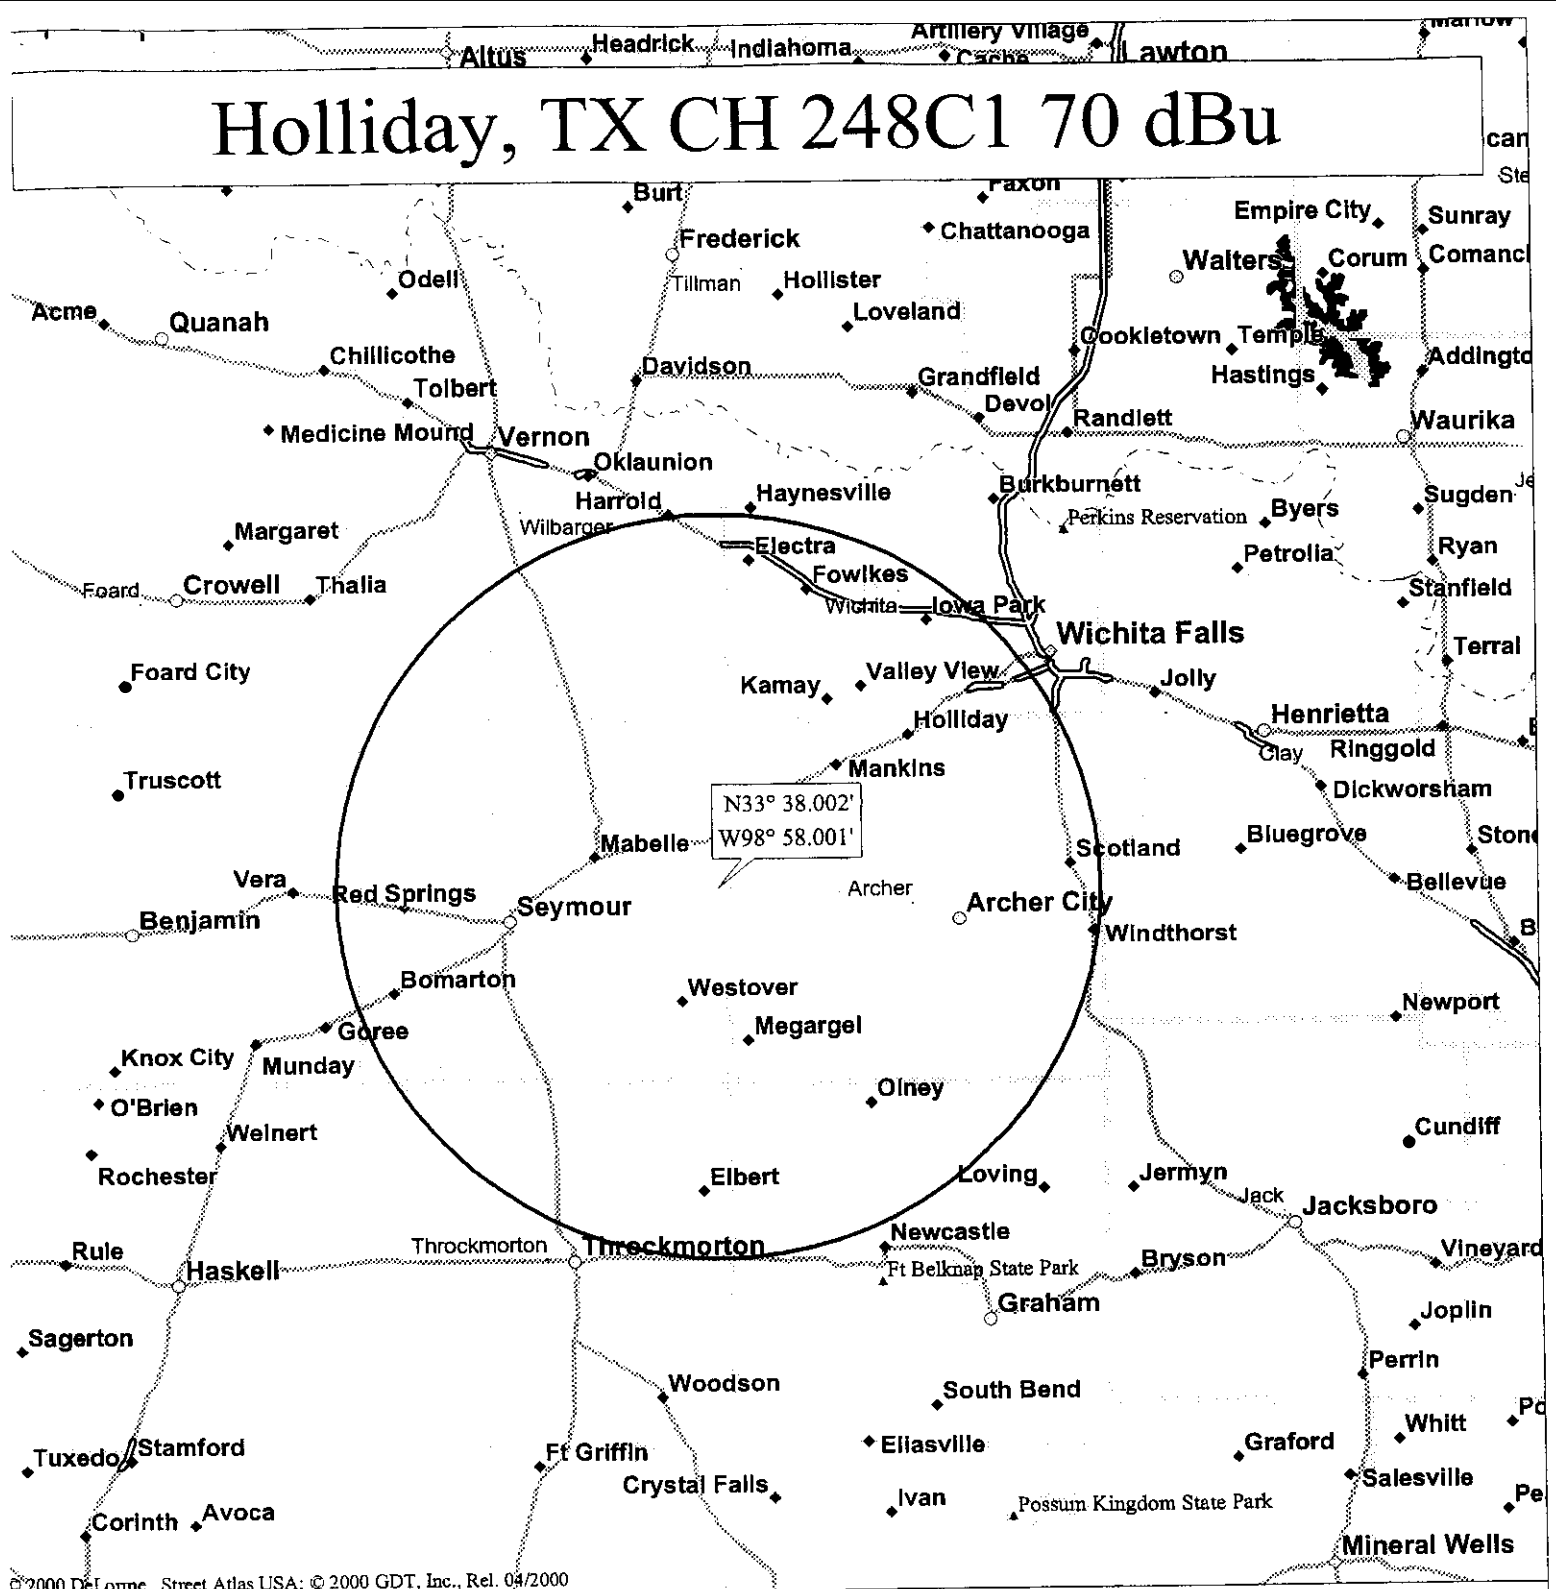 Altus
Headrick
Indiahoma
Artillery Village
Cache
Lawton
Marlow
Holliday, TX CH 248C1 70 dBu
Burt
Faxon
Empire City
Sunray
Frederick
Chattanooga
Walters
Corum
Odell
Tillman
Hollister
Acme
Quanah
Loveland
Chillicothe
Cookietown
Temple
Davidson
Tolbert
Grandfield
Hastings
Devol
Medicine Mound
Vernon
Randlett
Waurika
Oklaunion
Harrold
Haynesville
Burkburnett
Sugden
Wilbarger
Perkins Reservation
Byers
Margaret
Electra
Petrolia
Ryan
Foard
Crowell
Thalia
Fowlkes
Wichita
Iowa Park
Stanfield
Wichita Falls
Terral
Foard City
Valley View
Kamay
Jolly
Holliday
Henrietta
Clay
Ringgold
Truscott
Mankins
Dickworsham
N33° 38.002'
W98° 58.001'
Mabelle
Scotland
Bluegrove
Vera
Red Springs
Archer
Bellevue
Benjamin
Seymour
Archer City
Windthorst
Bomarton
Westover
Newport
Goree
Megargel
Knox City
Munday
Olney
O'Brien
Weinert
Cundiff
Rochester
Elbert
Loving
Jermyn
Jack
Jacksboro
Rule
Throckmorton
Throckmorton
Newcastle
Vineyard
Haskell
Ft Belknap State Park
Bryson
Graham
Joplin
Sagerton
Perrin
Woodson
South Bend
Whitt
Tuxedo
Stamford
Ft Griffin
Eliasville
Graford
Crystal Falls
Salesville
Corinth
Avoca
Ivan
Possum Kingdom State Park
Mineral Wells
© 2000 DeLorme. Street Atlas USA; © 2000 GDT, Inc., Rel. 04/2000